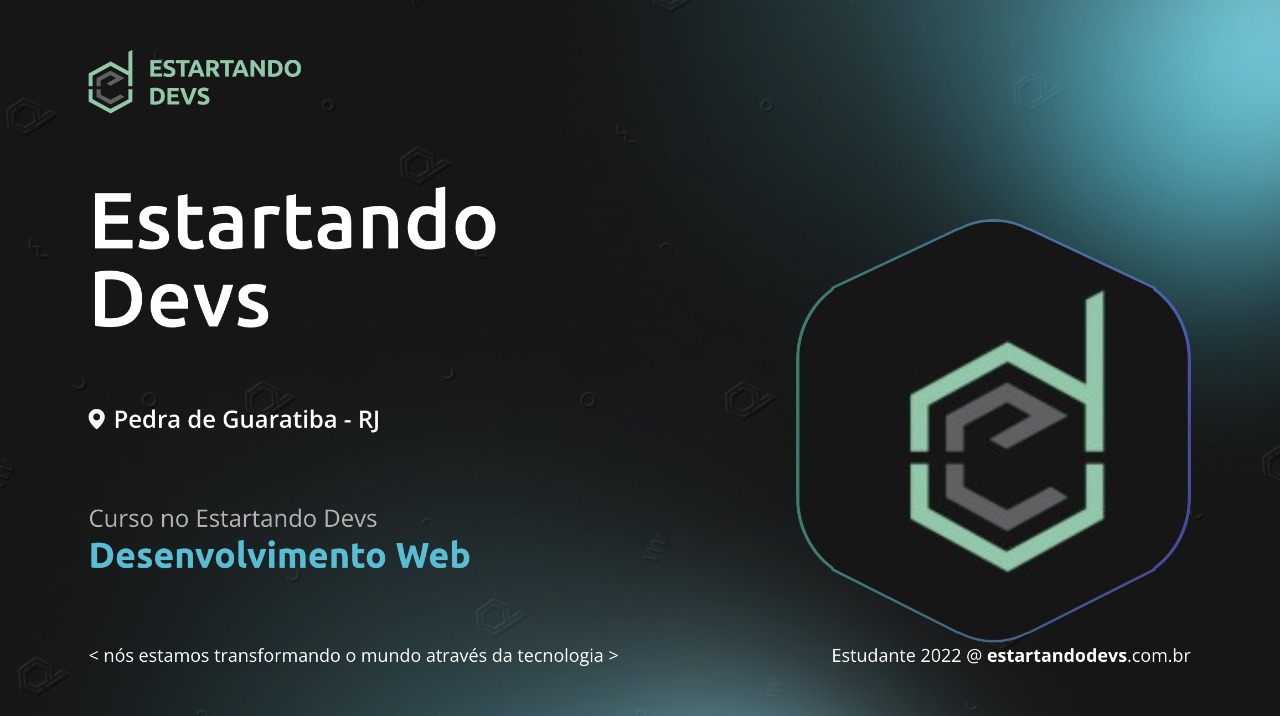 ESTARTANDO
DEVS
Estartando
Devs
Pedra de Guaratiba - RJ
Curso no Estartando Devs
Desenvolvimento Web
< nós estamos transformando o mundo através da tecnologia >
Estudante 2022 @ estartandodevs.com.br